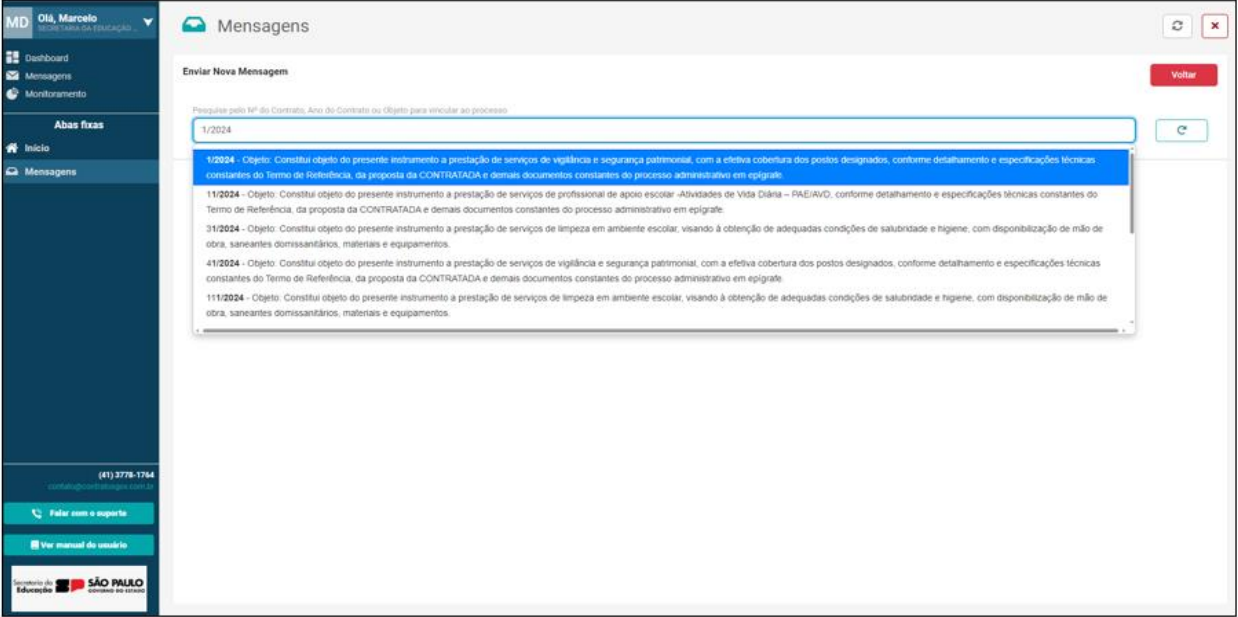 MD
Olá, Marcelo
SECRETARIA DA EDUCAÇÃO ...
Dashboard
Mensagens
Monitoramento
Abas fixas
Início
Mensagens
(41) 3778-1764
contato@contratosgov.com.br
Falar com o suporte
Ver manual do usuário
Secretaria da
Educação
SÃO PAULO
GOVERNO DO ESTADO
Mensagens
Enviar Nova Mensagem
Voltar
Pesquise pelo Nº do Contrato, Ano do Contrato ou Objeto para vincular ao processo
1/2024
1/2024 - Objeto: Constitui objeto do presente instrumento a prestação de serviços de vigilância e segurança patrimonial, com a efetiva cobertura dos postos designados, conforme detalhamento e especificações técnicas
constantes do Termo de Referência, da proposta da CONTRATADA e demais documentos constantes do processo administrativo em epígrafe.
11/2024 - Objeto: Constitui objeto do presente instrumento a prestação de serviços de profissional de apoio escolar -Atividades de Vida Diária – PAE/AVD, conforme detalhamento e especificações técnicas constantes do
Termo de Referência, da proposta da CONTRATADA e demais documentos constantes do processo administrativo em epígrafe.
31/2024 - Objeto: Constitui objeto do presente instrumento a prestação de serviços de limpeza em ambiente escolar, visando à obtenção de adequadas condições de salubridade e higiene, com disponibilização de mão de
obra, saneantes domissanitários, materiais e equipamentos.
41/2024 - Objeto: Constitui objeto do presente instrumento a prestação de serviços de vigilância e segurança patrimonial, com a efetiva cobertura dos postos designados, conforme detalhamento e especificações técnicas
constantes do Termo de Referência, da proposta da CONTRATADA e demais documentos constantes do processo administrativo em epígrafe.
111/2024 - Objeto: Constitui objeto do presente instrumento a prestação de serviços de limpeza em ambiente escolar, visando à obtenção de adequadas condições de salubridade e higiene, com disponibilização de mão de
obra, saneantes domissanitários, materiais e equipamentos.